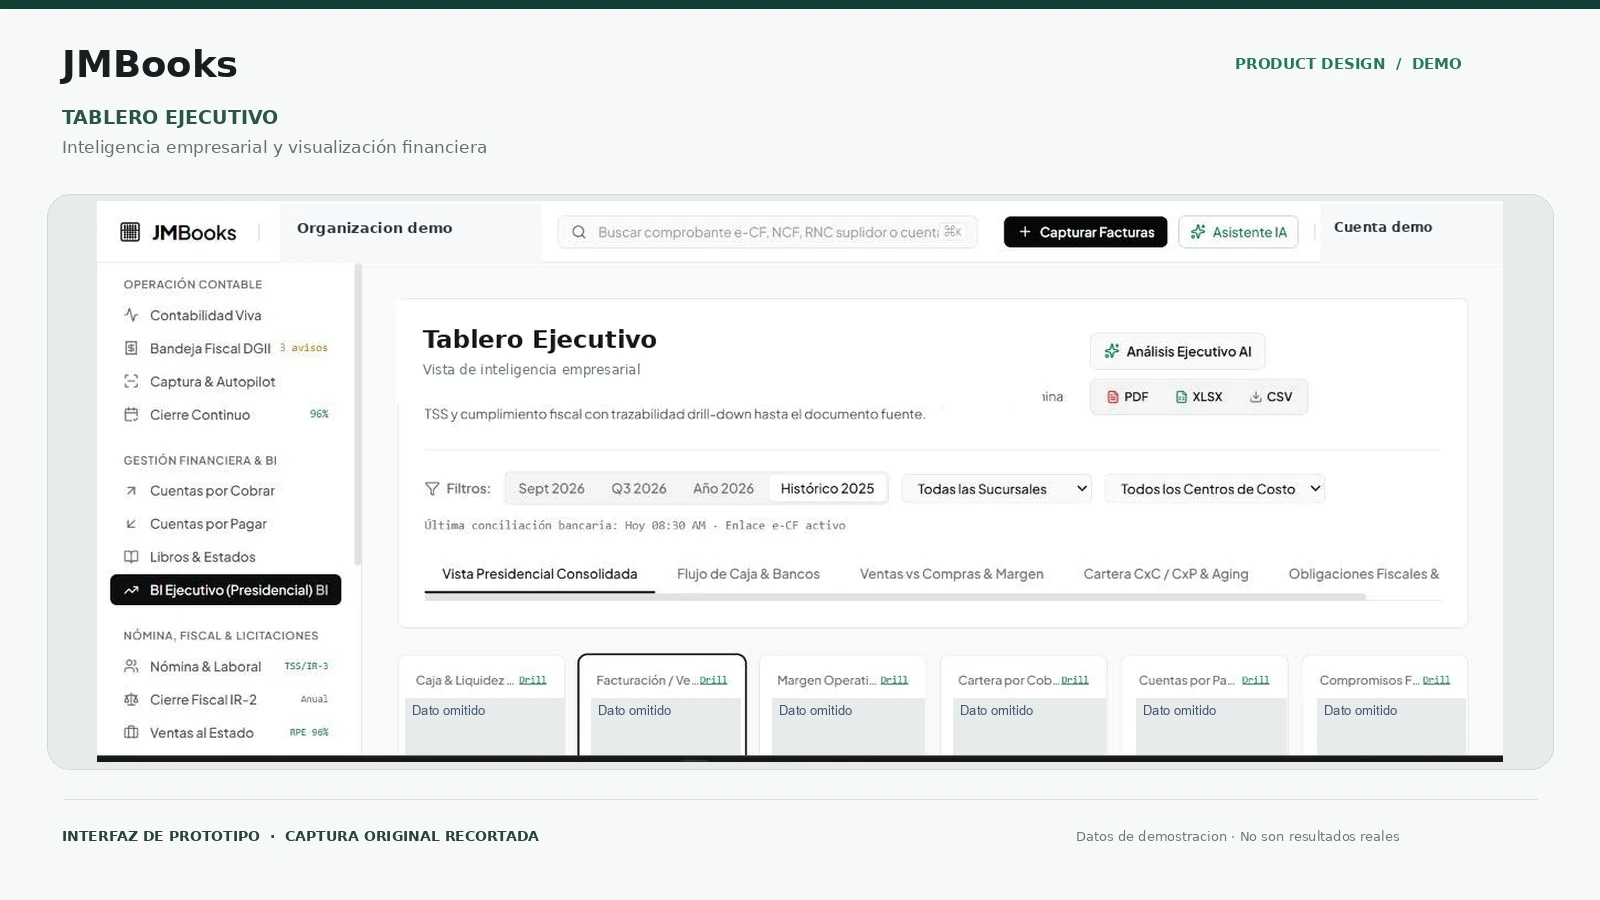 JMBooks
PRODUCT DESIGN / DEMO
TABLERO EJECUTIVO
Inteligencia empresarial y visualización financiera
JMBooks
Organizacion demo
Buscar comprobante e-CF, NCF, RNC suplidor o cuenta
⌘K
+ Capturar Facturas
Asistente IA
Cuenta demo
OPERACIÓN CONTABLE
Contabilidad Viva
Bandeja Fiscal DGII 3 avisos
Captura & Autopilot
Cierre Continuo 96%
GESTIÓN FINANCIERA & BI
Cuentas por Cobrar
Cuentas por Pagar
Libros & Estados
BI Ejecutivo (Presidencial) BI
NÓMINA, FISCAL & LICITACIONES
Nómina & Laboral TSS/IR-3
Cierre Fiscal IR-2 Anual
Ventas al Estado RPE 96%
Tablero Ejecutivo
Vista de inteligencia empresarial
TSS y cumplimiento fiscal con trazabilidad drill-down hasta el documento fuente.
Análisis Ejecutivo AI
PDF XLSX CSV
Filtros: Sept 2026 Q3 2026 Año 2026 Histórico 2025 Todas las Sucursales Todos los Centros de Costo
Última conciliación bancaria: Hoy 08:30 AM · Enlace e-CF activo
Vista Presidencial Consolidada Flujo de Caja & Bancos Ventas vs Compras & Margen Cartera CxC / CxP & Aging Obligaciones Fiscales &
Caja & Liquidez... Drill
Dato omitido
Facturación / Ve... Drill
Dato omitido
Margen Operati... Drill
Dato omitido
Cartera por Cob... Drill
Dato omitido
Cuentas por Pa... Drill
Dato omitido
Compromisos F... Drill
Dato omitido
INTERFAZ DE PROTOTIPO · CAPTURA ORIGINAL RECORTADA
Datos de demostracion · No son resultados reales